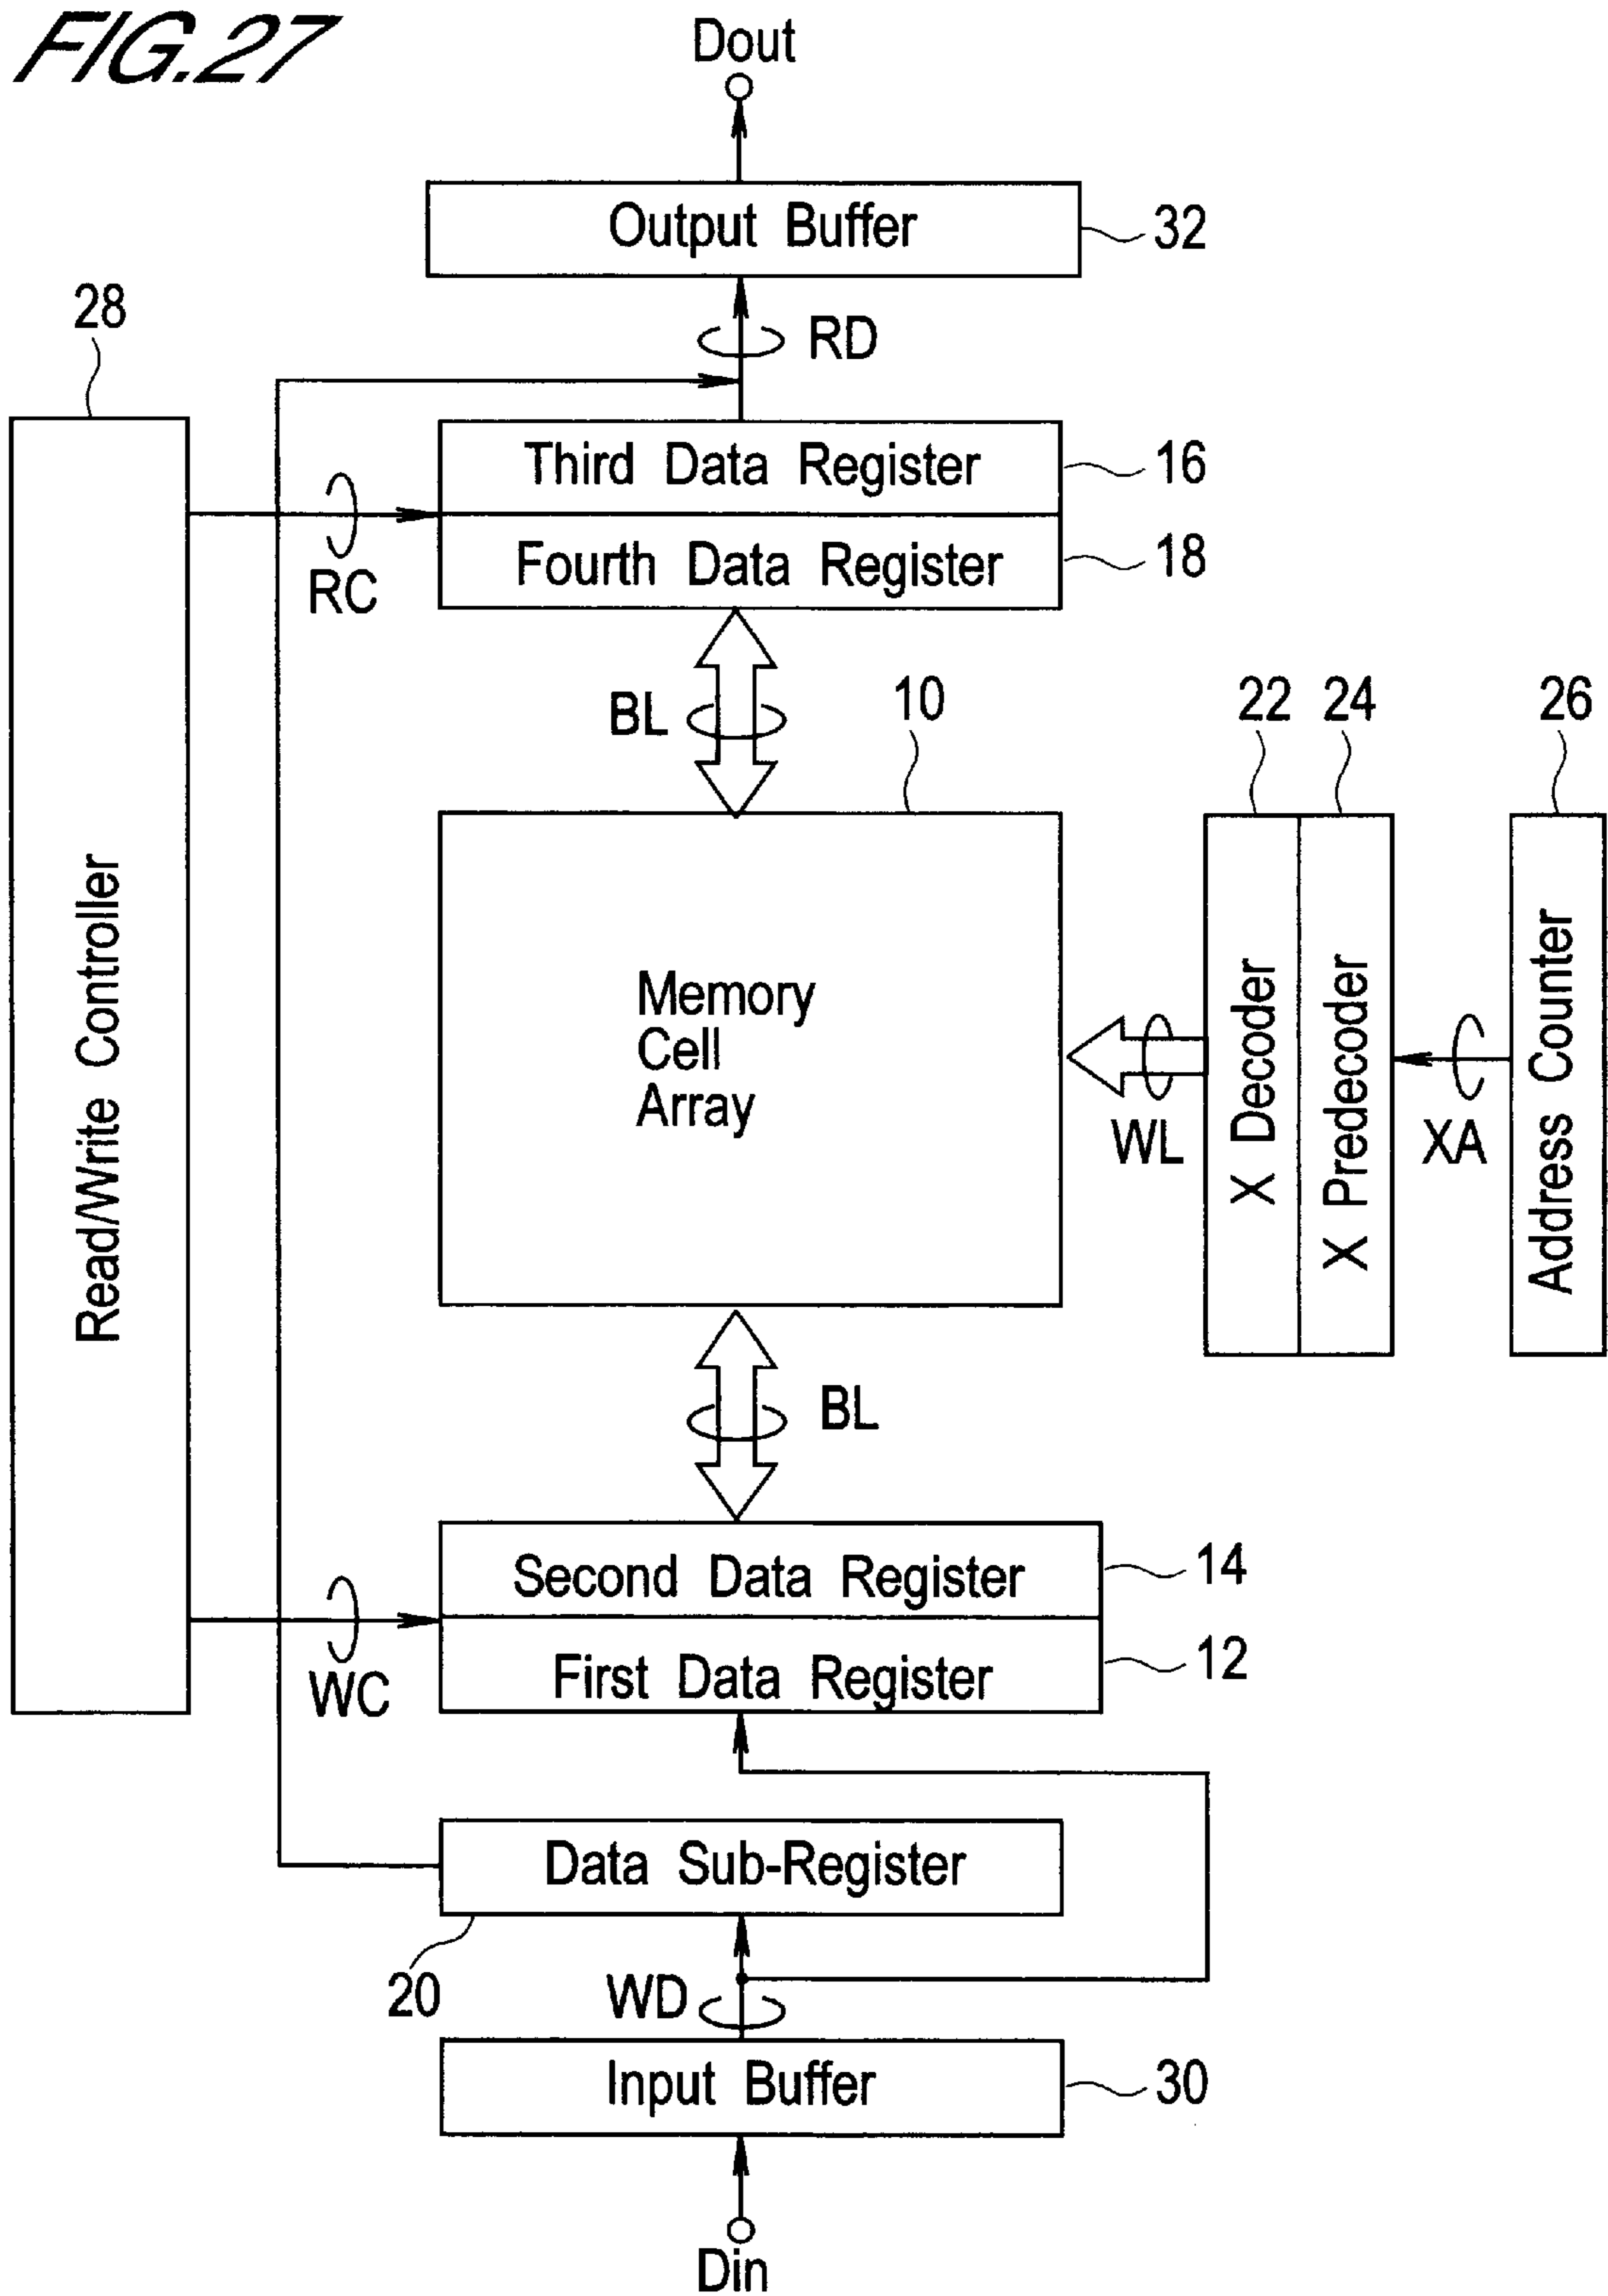 FIG.27
Dout
Output Buffer
32
28
RD
Third Data Register
16
RC
Fourth Data Register
18
BL
10
22
24
26
Read/Write Controller
Memory
Cell
Array
WL
X Decoder
X Predecoder
XA
Address Counter
BL
Second Data Register
14
WC
First Data Register
12
Data Sub-Register
20
WD
Input Buffer
30
Din